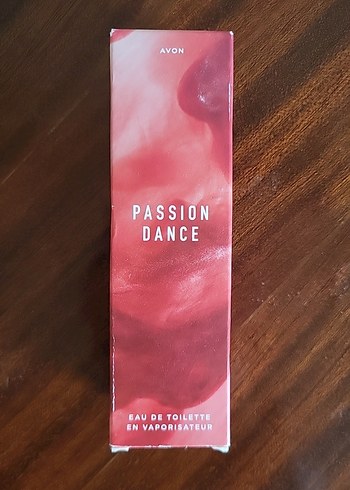 AVON
PASSION
DANCE
EAU DE TOILETTE
EN VAPORISATEUR